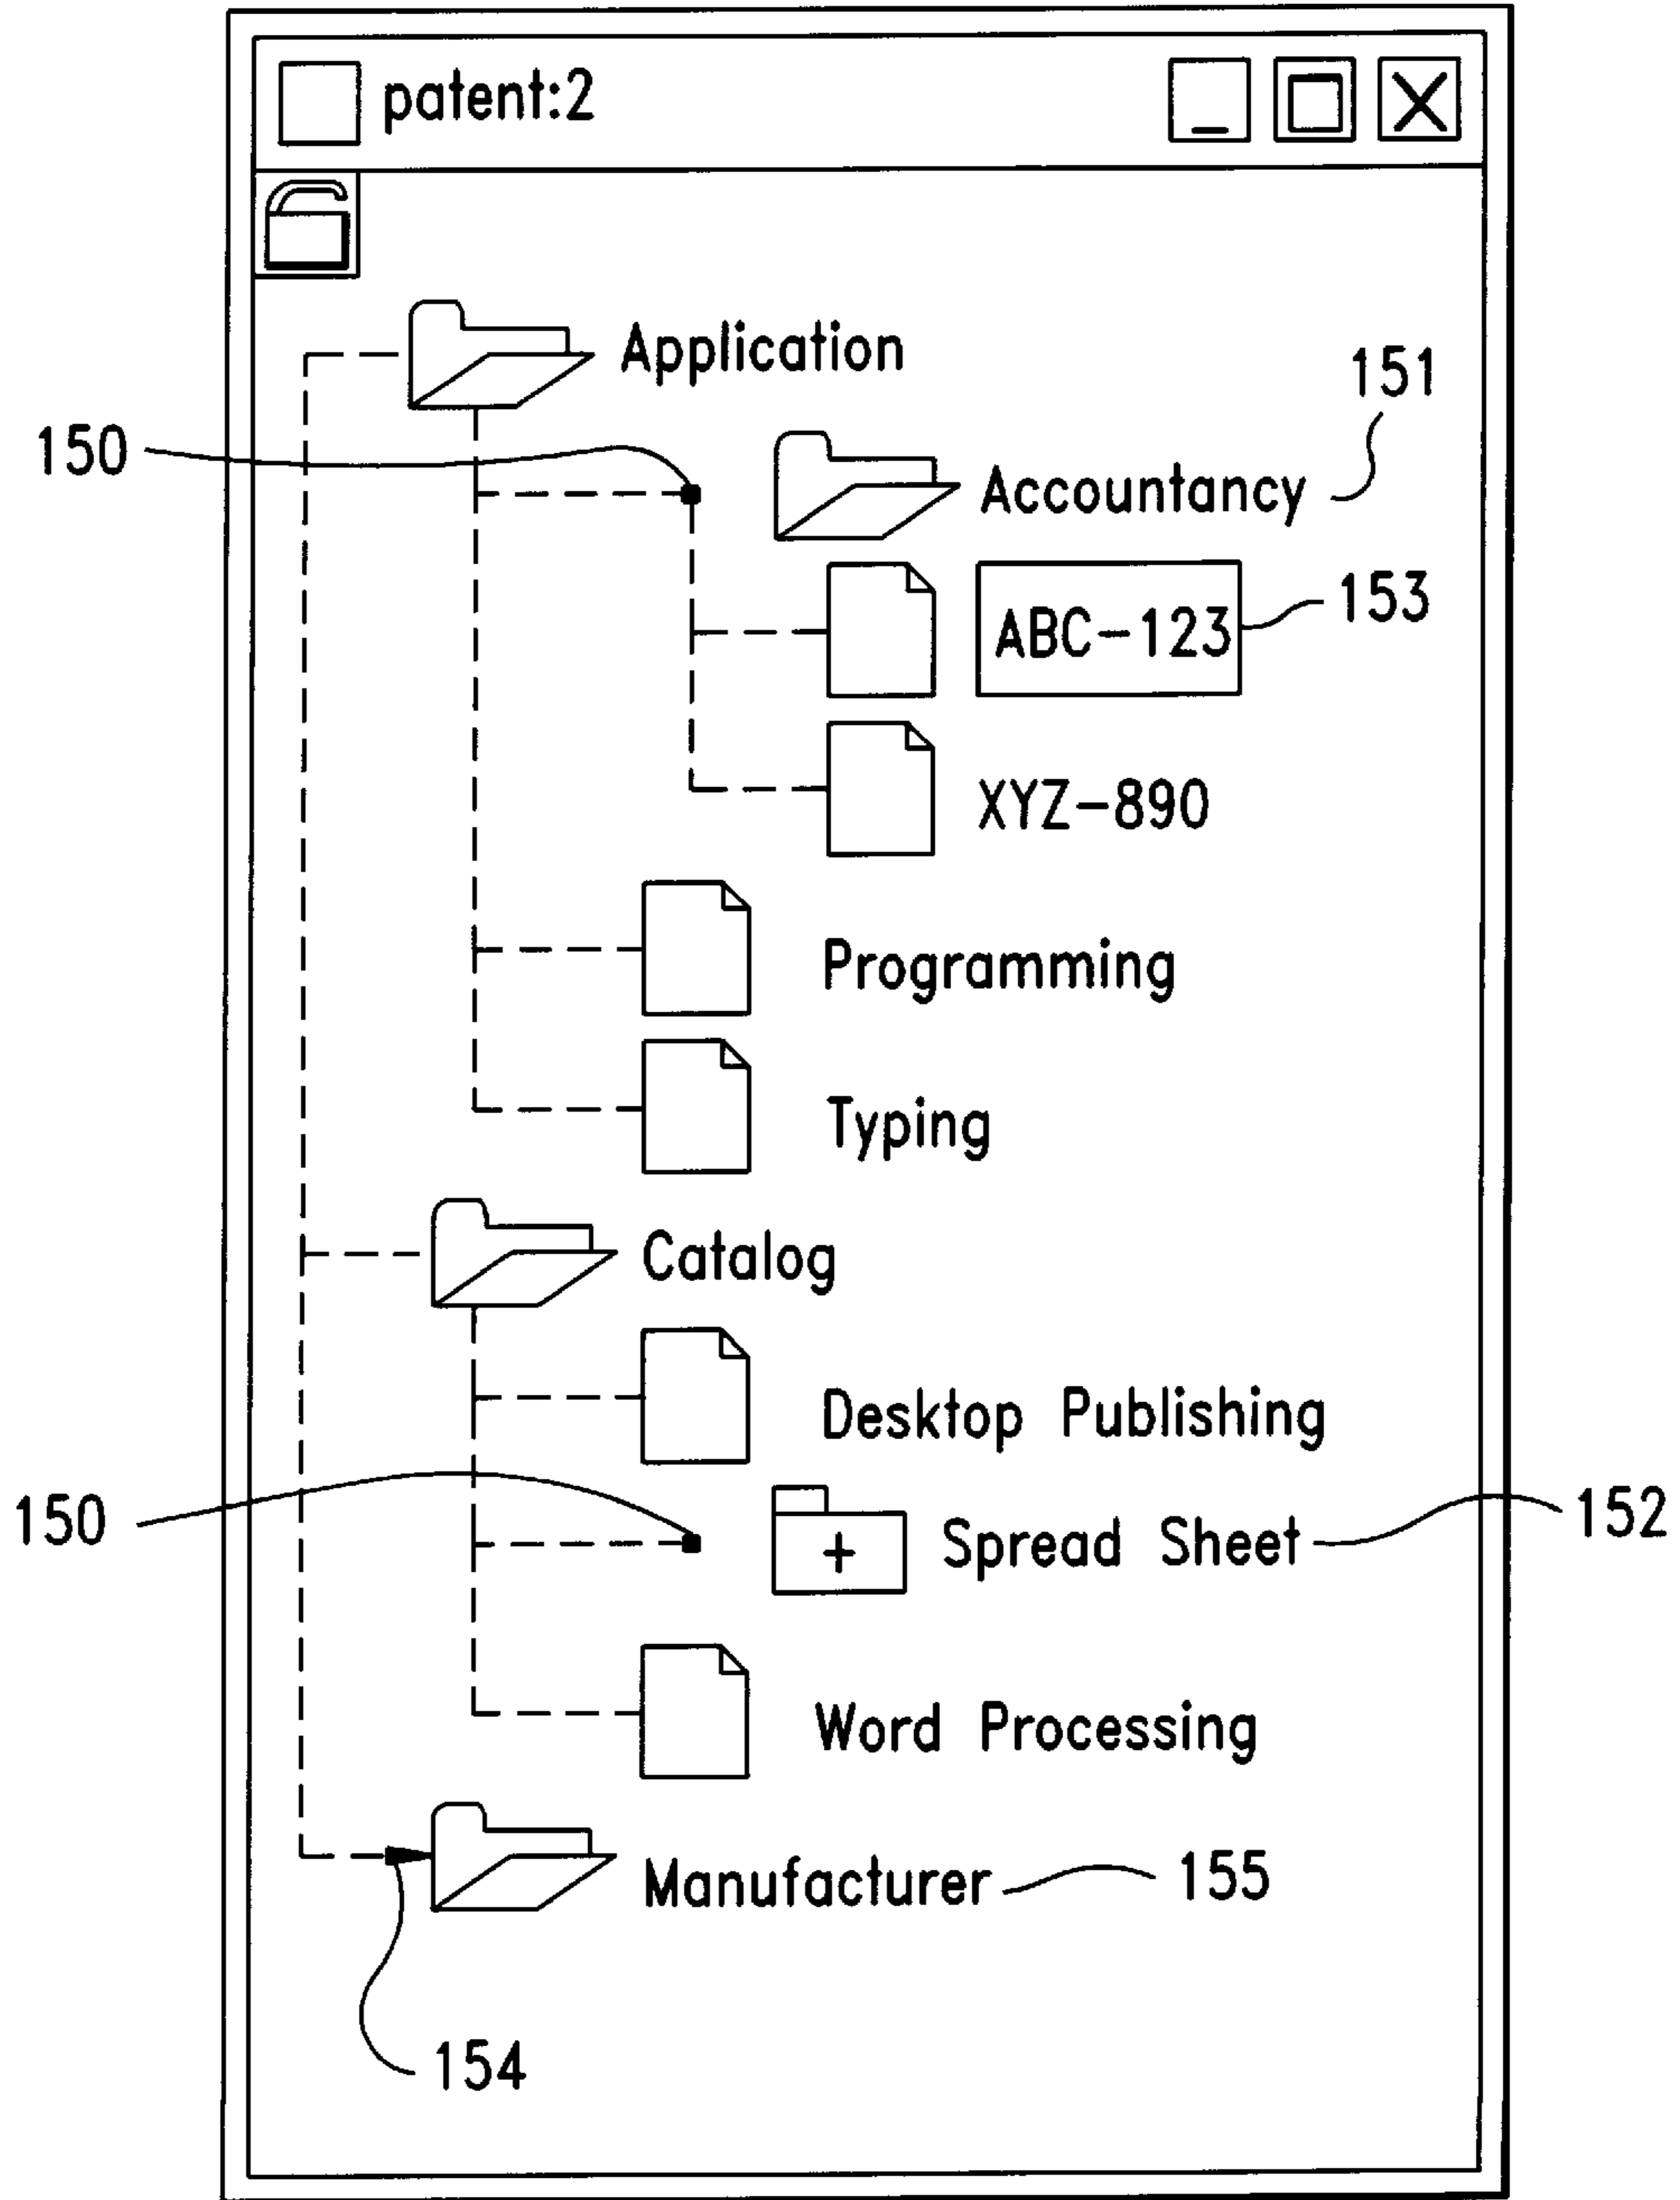 patent:2
Application
151
150
Accountancy
ABC-123
153
XYZ-890
Programming
Typing
Catalog
Desktop Publishing
150
Spread Sheet
152
Word Processing
Manufacturer
155
154